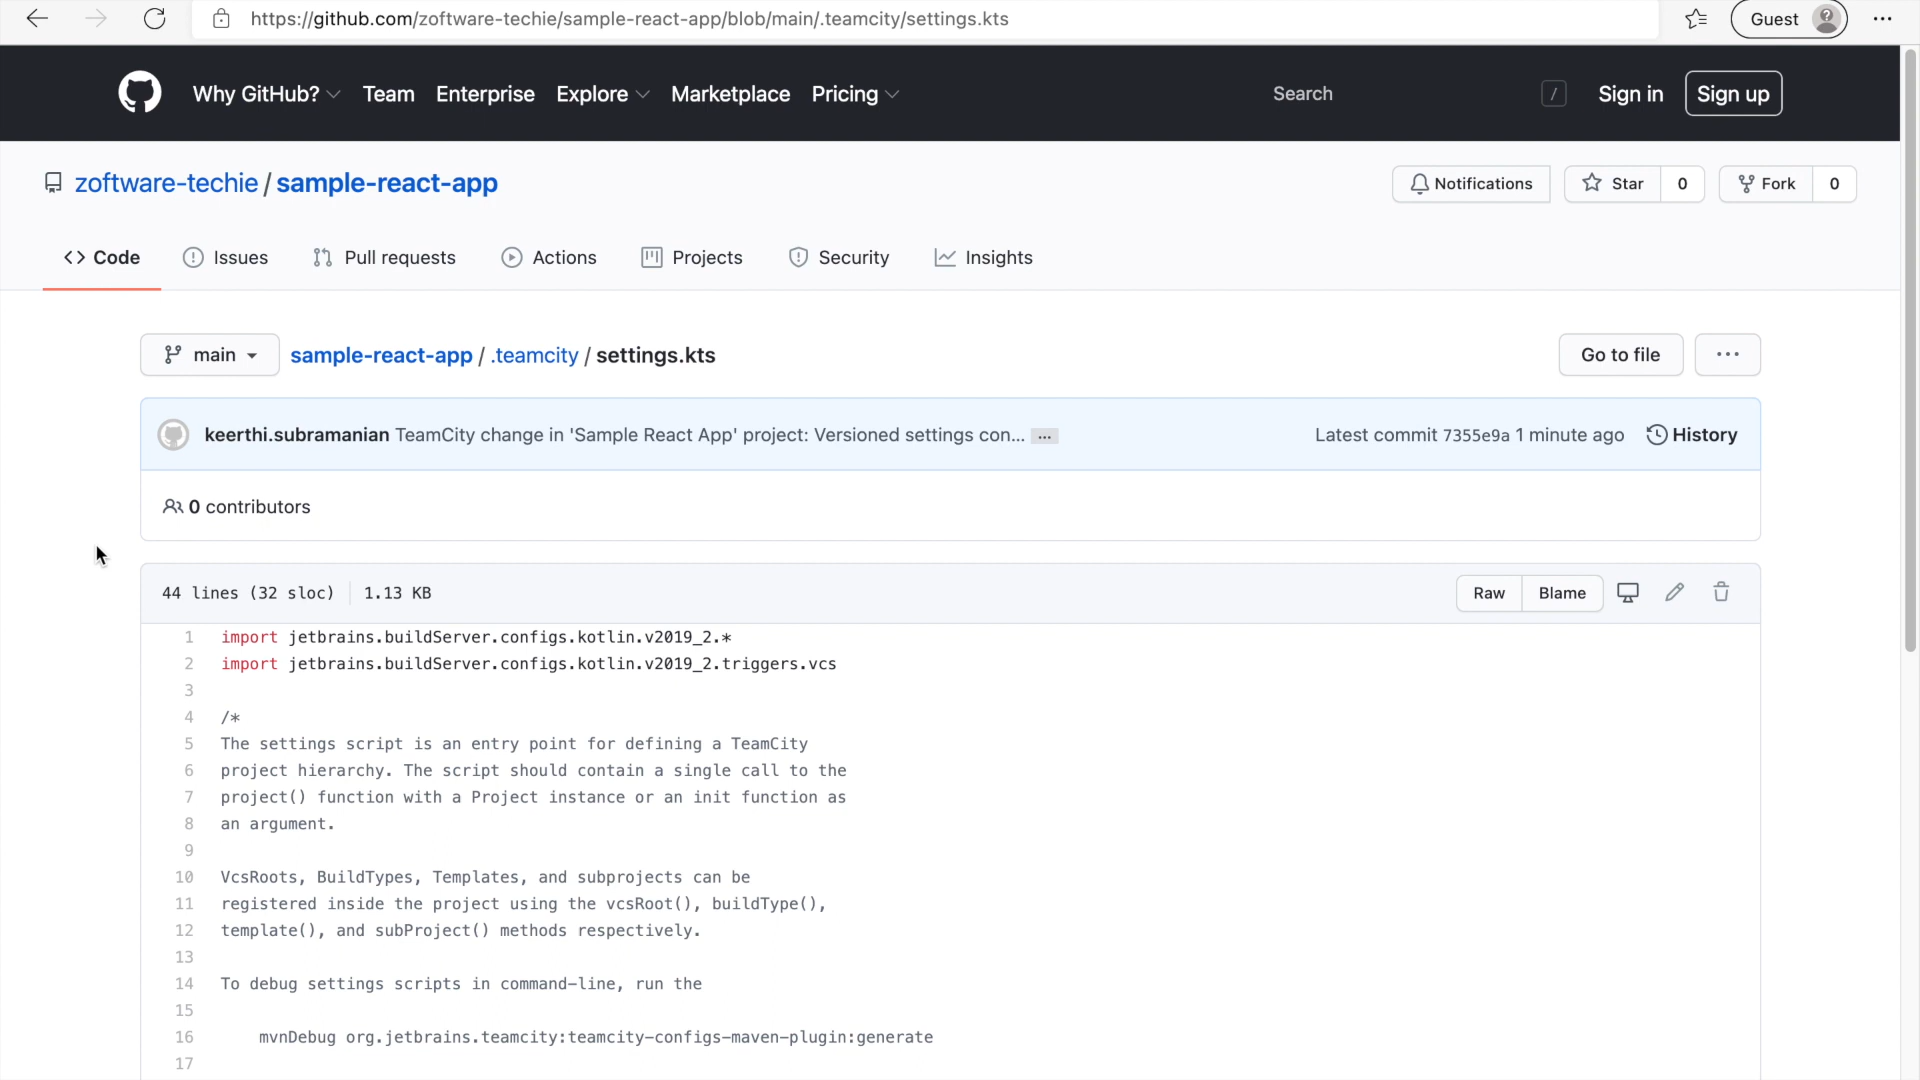 https://github.com/zoftware-techie/sample-react-app/blob/main/.teamcity/settings.kts
Guest
Why GitHub? Team Enterprise Explore Marketplace Pricing
Search / Sign in Sign up
zoftware-techie / sample-react-app
Notifications Star 0 Fork 0
Code Issues Pull requests Actions Projects Security Insights
main sample-react-app / .teamcity / settings.kts
Go to file ...
keerthi.subramanian TeamCity change in 'Sample React App' project: Versioned settings con... ...
Latest commit 7355e9a 1 minute ago History
0 contributors
44 lines (32 sloc) 1.13 KB
Raw Blame
1 import jetbrains.buildServer.configs.kotlin.v2019_2.*
2 import jetbrains.buildServer.configs.kotlin.v2019_2.triggers.vcs
3
4 /*
5 The settings script is an entry point for defining a TeamCity
6 project hierarchy. The script should contain a single call to the
7 project() function with a Project instance or an init function as
8 an argument.
9
10 VcsRoots, BuildTypes, Templates, and subprojects can be
11 registered inside the project using the vcsRoot(), buildType(),
12 template(), and subProject() methods respectively.
13
14 To debug settings scripts in command-line, run the
15
16 mvnDebug org.jetbrains.teamcity:teamcity-configs-maven-plugin:generate
17